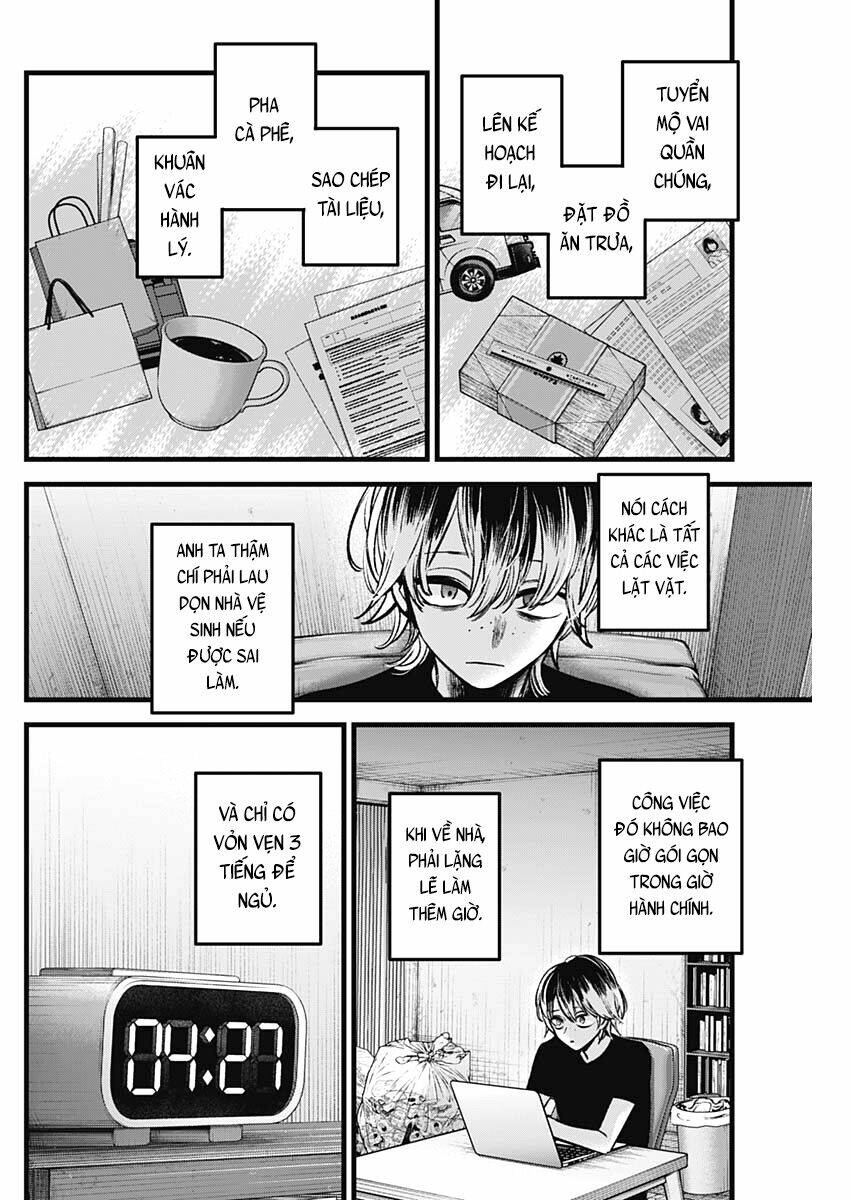 TUYỂN
MỘ VAI
QUẦN
CHÚNG,
ĐẶT ĐỒ
ĂN TRƯA,
LÊN KẾ
HOẠCH
ĐI LẠI,
SAO CHÉP
TÀI LIỆU,
PHA
CÀ PHÊ,
KHUÂN
VÁC
HÀNH
LÝ.
NÓI CÁCH
KHÁC LÀ TẤT
CẢ CÁC VIỆC
LẶT VẶT.
ANH TA THẬM
CHÍ PHẢI LAU
DỌN NHÀ VỆ
SINH NẾU
ĐƯỢC SAI
LÀM.
CÔNG VIỆC
ĐÓ KHÔNG BAO
GIỜ GÓI GỌN
TRONG GIỜ
HÀNH CHÍNH.
KHI VỀ NHÀ,
PHẢI LẶNG
LẼ LÀM
THÊM GIỜ.
VÀ CHỈ CÓ
VỎN VẸN 3
TIẾNG ĐỂ
NGỦ.
04:27